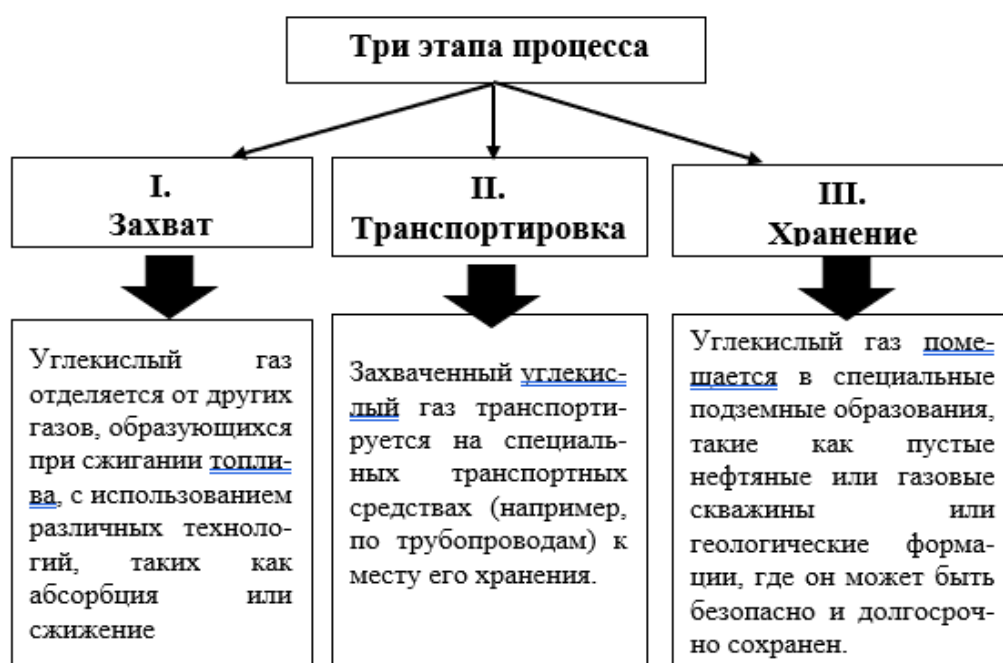 Три этапа процесса
I.
Захват
II.
Транспортировка
III.
Хранение
Углекислый газ
отделяется от других
газов, образующихся
при сжигании топли-
ва, с использованием
различных техноло-
гий, таких как
абсорбция или
сжижение
Захваченный углекис-
лый газ транспорти-
руется на специаль-
ных транспортных
средствах (например,
по трубопроводам) к
месту его хранения.
Углекислый газ поме-
щается в специальные
подземные образования,
такие как пустые
нефтяные или газовые
скважины или
геологические форма-
ции, где он может быть
безопасно и долгосроч-
но сохранен.